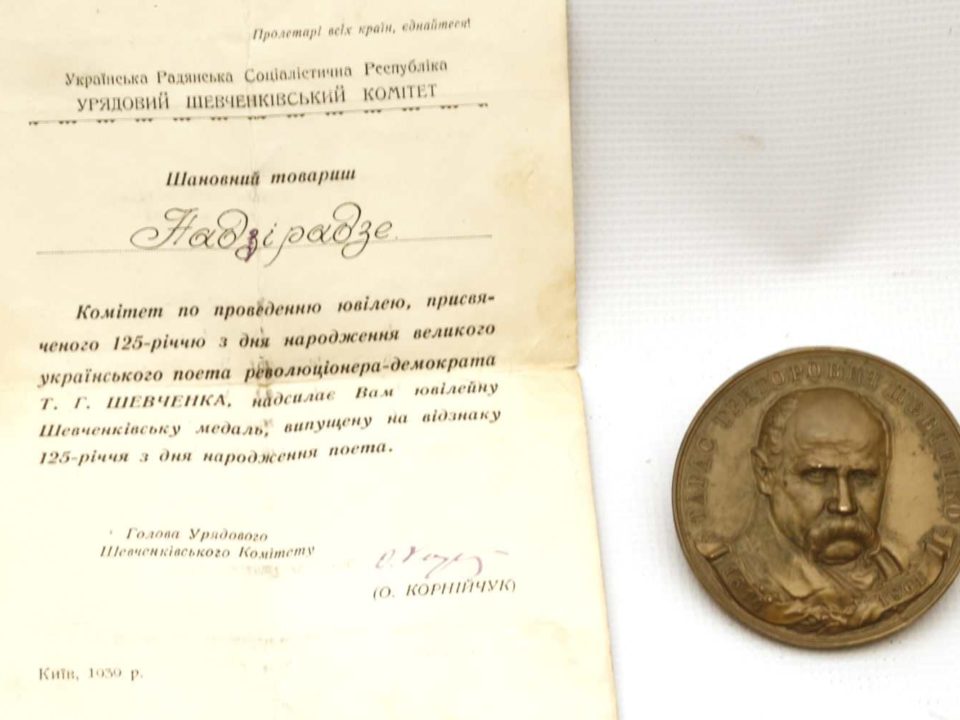 Пролетарі всіх країн, єднайтеся!
Українська Радянська Соціалістична Республіка
УРЯДОВИЙ ШЕВЧЕНКІВСЬКИЙ КОМІТЕТ
Шановний товариш
Надзірадзе
Комітет по проведенню ювілею, присвя-
ченого 125-річчю з дня народження великого
українського поета революціонера-демократа
Т. Г. ШЕВЧЕНКА, надсилає Вам ювілейну
Шевченківську медаль, випущену на відзнаку
125-річчя з дня народження поета.
Голова Урядового
Шевченківського Комітету
(О. КОРНІЙЧУК)
Київ, 1939 р.
ТАРАС ГРИГОРОВИЧ ШЕВЧЕНКО
1861